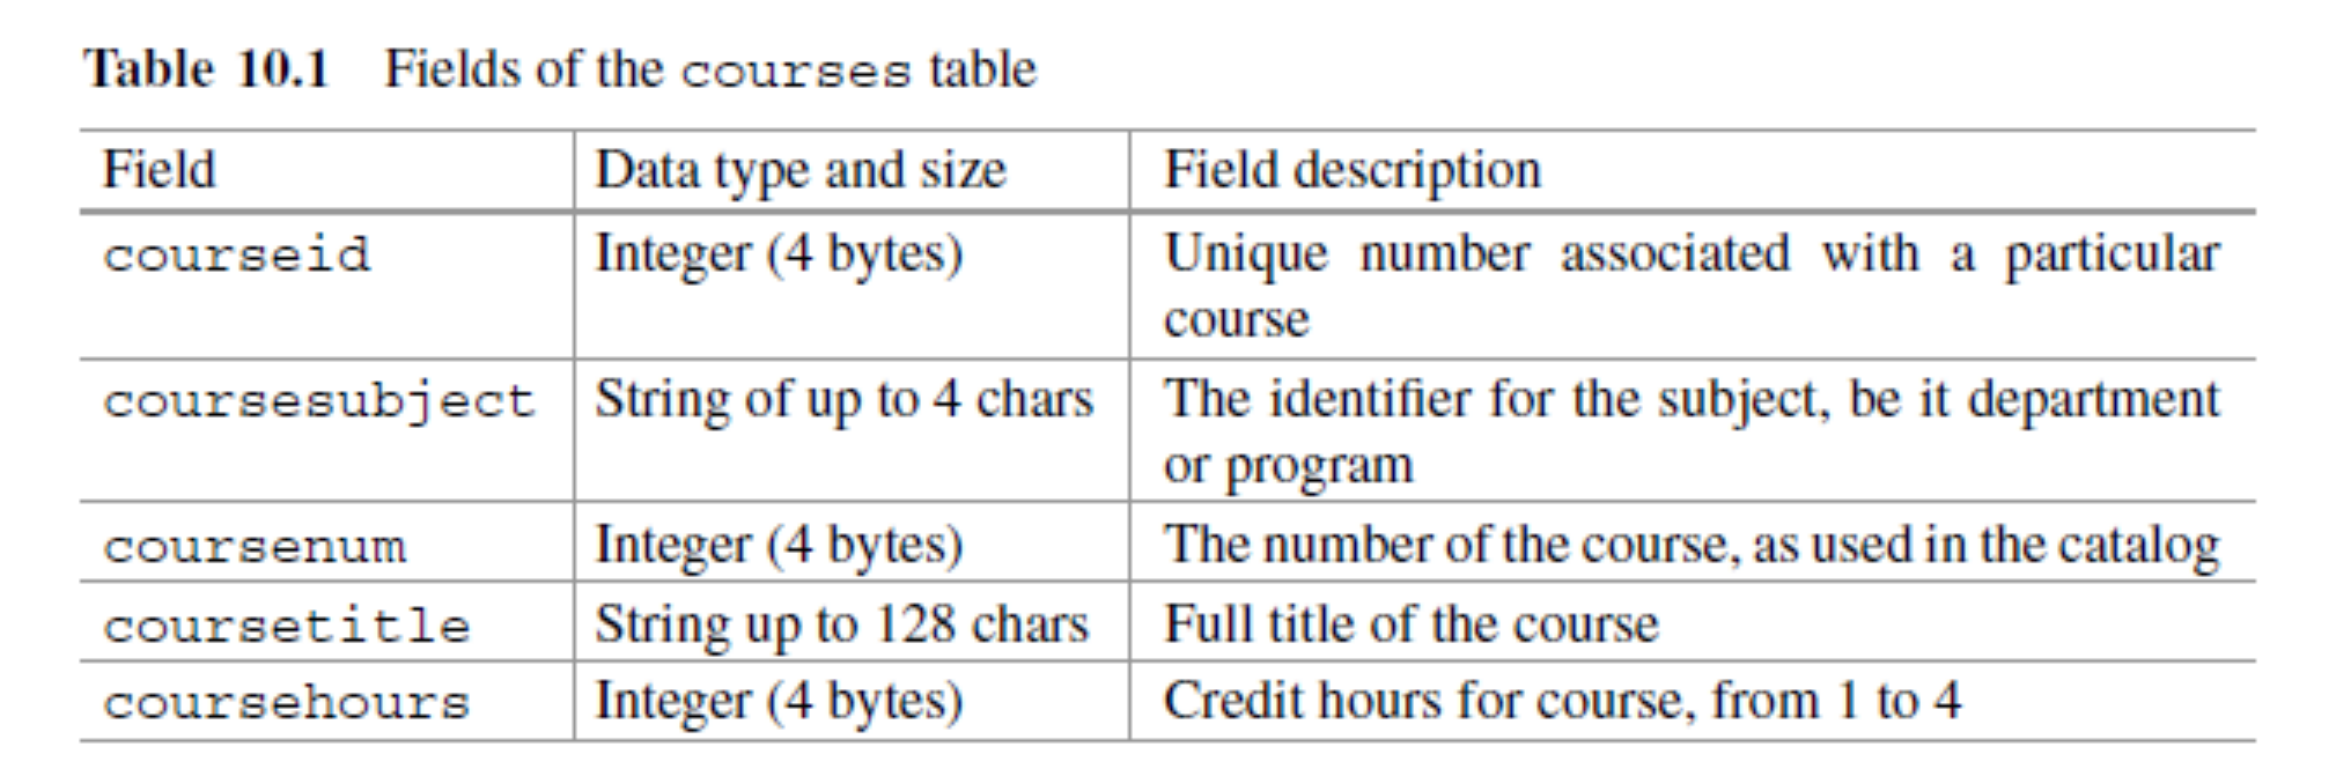 Table 10.1 Fields of the courses table
Field Data type and size Field description
courseid Integer (4 bytes) Unique number associated with a particular
course
coursesubject String of up to 4 chars The identifier for the subject, be it department
or program
coursenum Integer (4 bytes) The number of the course, as used in the catalog
coursetitle String up to 128 chars Full title of the course
coursehours Integer (4 bytes) Credit hours for course, from 1 to 4